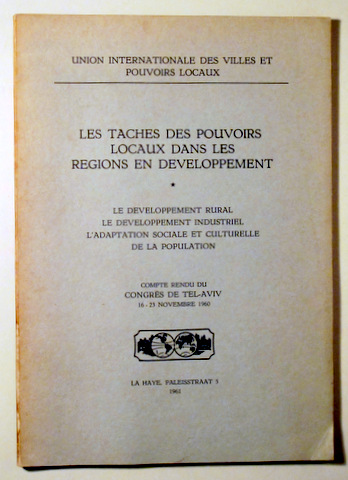 UNION INTERNATIONALE DES VILLES ET
POUVOIRS LOCAUX
LES TACHES DES POUVOIRS
LOCAUX DANS LES
REGIONS EN DEVELOPPEMENT
LE DEVELOPPEMENT RURAL
LE DEVELOPPEMENT INDUSTRIEL
L'ADAPTATION SOCIALE ET CULTURELLE
DE LA POPULATION
COMPTE RENDU DU
CONGRÈS DE TEL-AVIV
16 - 23 NOVEMBRE 1960
LA HAYE, PALEISSTRAAT 5
1961